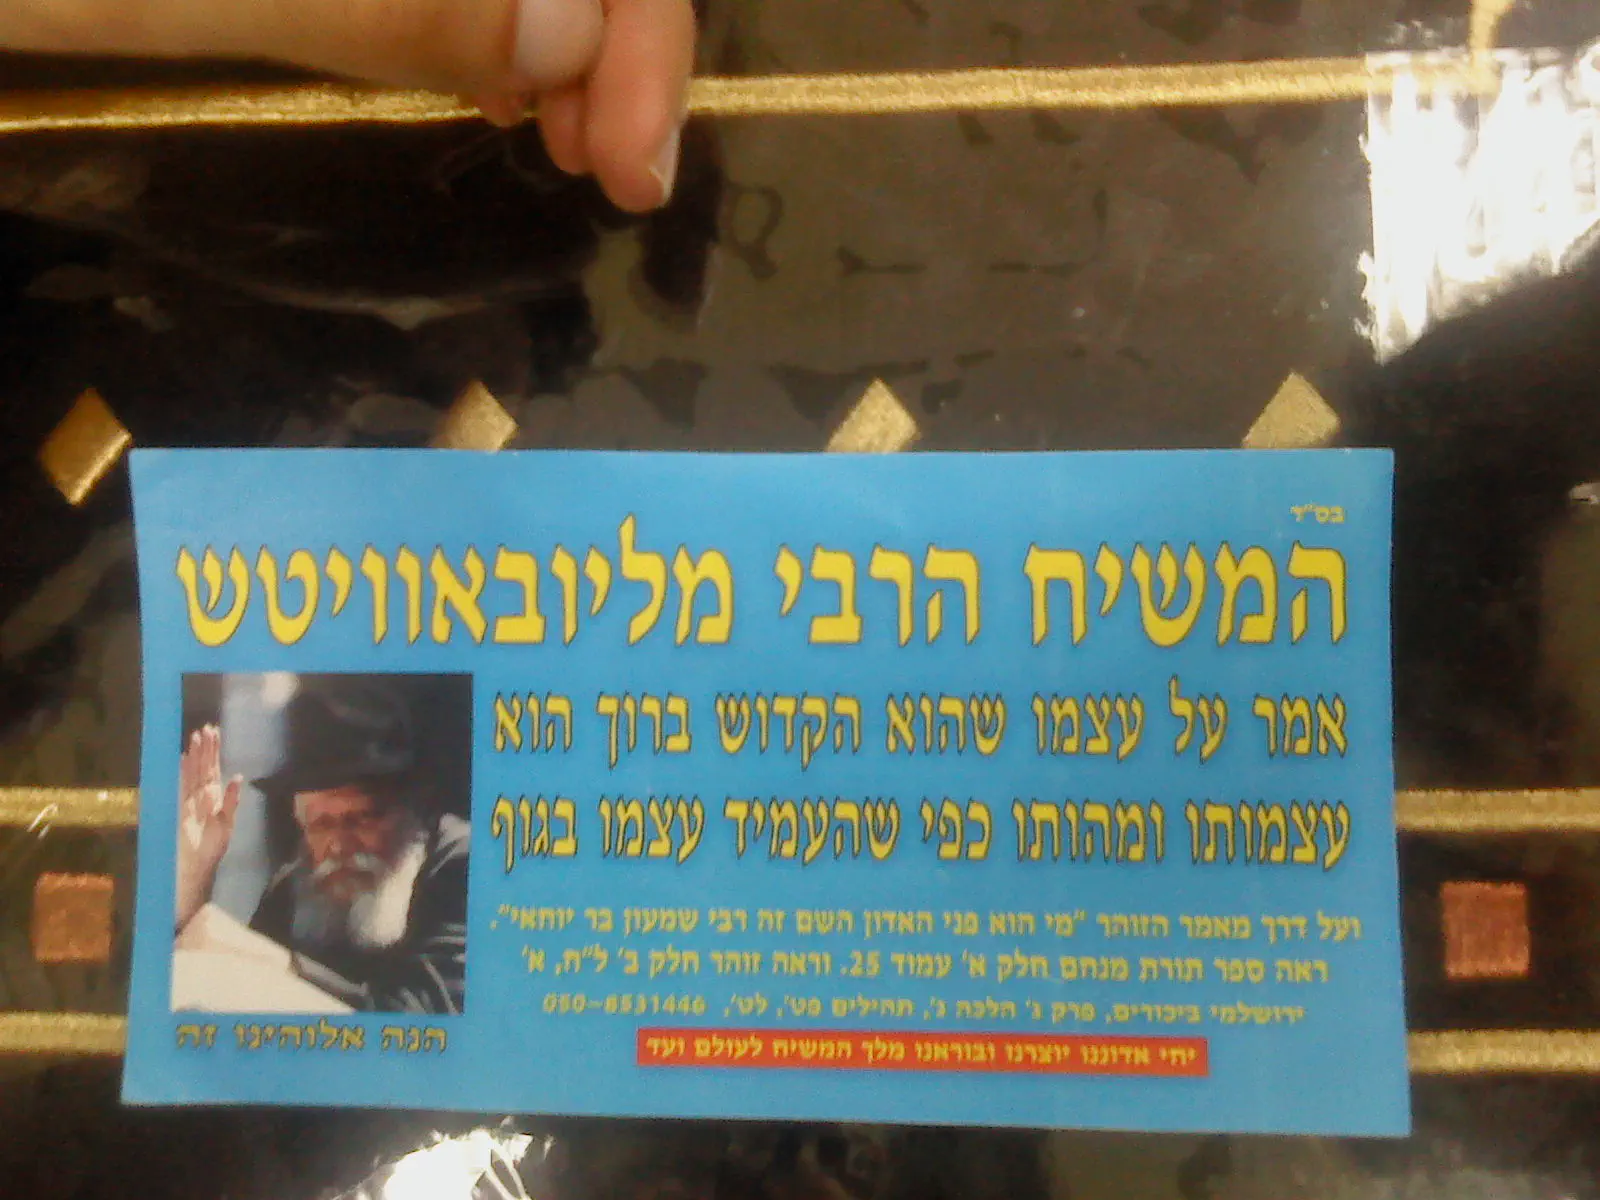 בס"ד
המשיח הרבי מליובאוויטש
אמר על עצמו שהוא הקדוש ברוך הוא
עצמותו ומהותו כפי שהעמיד עצמו בגוף
ועל דרך מאמר הזוהר "מי הוא פני האדון השם זה רבי שמעון בר יוחאי".
ראה ספר תורת מנחם חלק א' עמוד 25. וראה זוהר חלק ב' ל"ח, א'
ירושלמי ביכורים, פרק ג' הלכה ג', תהילים פט', לט', 050-8531446
יחי אדוננו יוצרנו ובוראנו מלך המשיח לעולם ועד
הנה אלוהינו זה